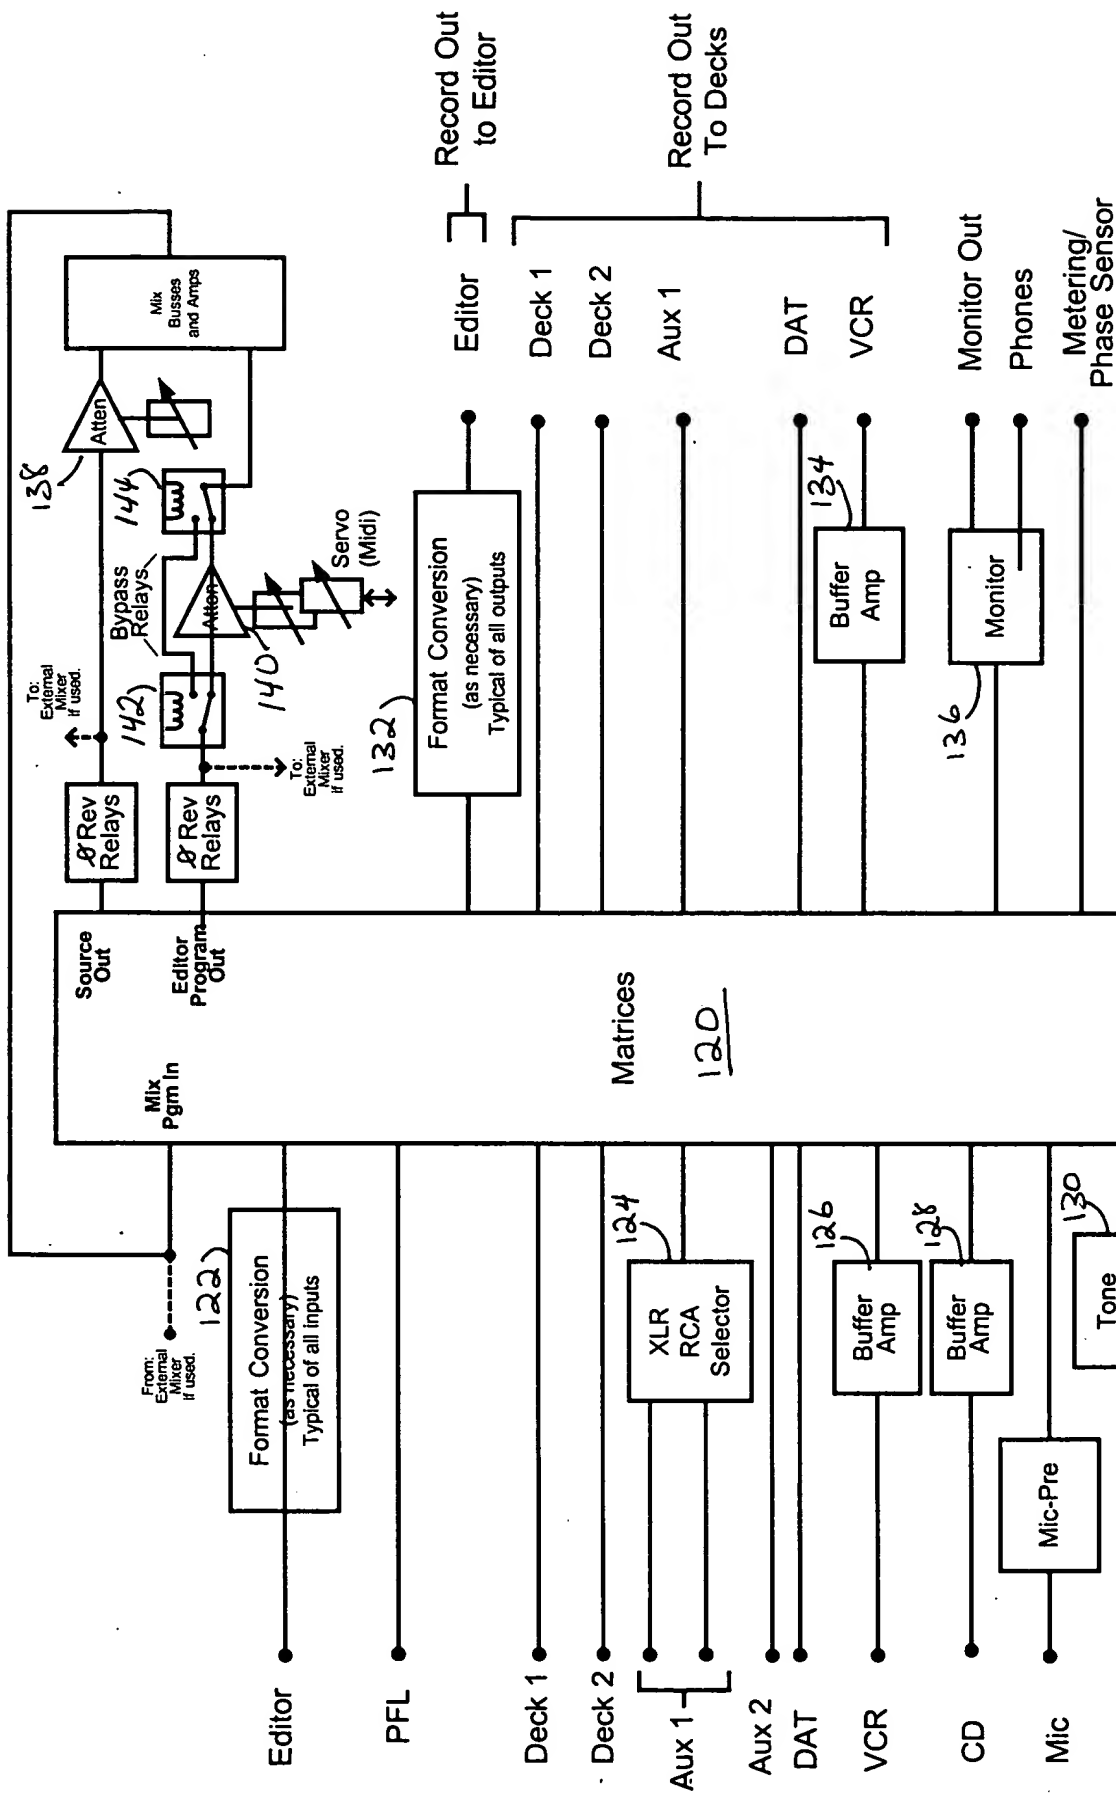 From:
External
Mixer
if used.
Mix
Pgm In
Source
Out
Editor
Program
Out
Ø Rev
Relays
Ø Rev
Relays
To:
External
Mixer
if used.
To:
External
Mixer
if used.
142
Bypass
Relays
144
138
Atten
Atten
140
Servo
(Midi)
Mix
Busses
and Amps
Editor
122
Format Conversion
(as necessary)
Typical of all inputs
PFL
Deck 1
Deck 2
Aux 1
124
XLR
RCA
Selector
Aux 2
DAT
VCR
126
Buffer
Amp
CD
128
Buffer
Amp
Mic
Mic-Pre
130
Tone
Matrices
120
132
Format Conversion
(as necessary)
Typical of all outputs
Editor
Record Out
to Editor
Deck 1
Deck 2
Aux 1
DAT
VCR
Record Out
To Decks
134
Buffer
Amp
136
Monitor
Monitor Out
Phones
Metering/
Phase Sensor